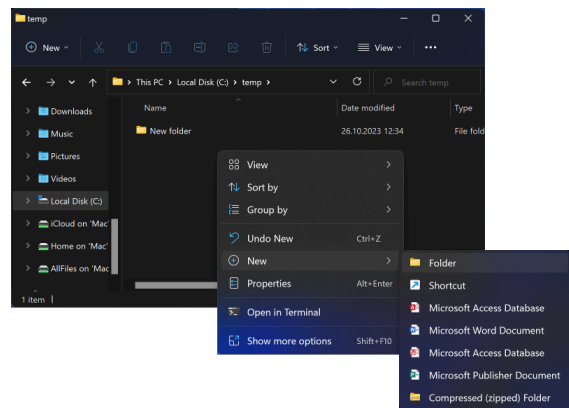 temp
New
Sort
View
This PC > Local Disk (C:) > temp >
Search temp
Name
Date modified
Type
Downloads
New folder
26.10.2023 12:34
File fold
Music
Pictures
Videos
Local Disk (C:)
iCloud on 'Mac'
Home on 'Mac'
AllFiles on 'Mac
1 item
View
Sort by
Group by
Undo New Ctrl+Z
New
Properties Alt+Enter
Open in Terminal
Show more options Shift+F10
Folder
Shortcut
Microsoft Access Database
Microsoft Word Document
Microsoft Access Database
Microsoft Publisher Document
Compressed (zipped) Folder